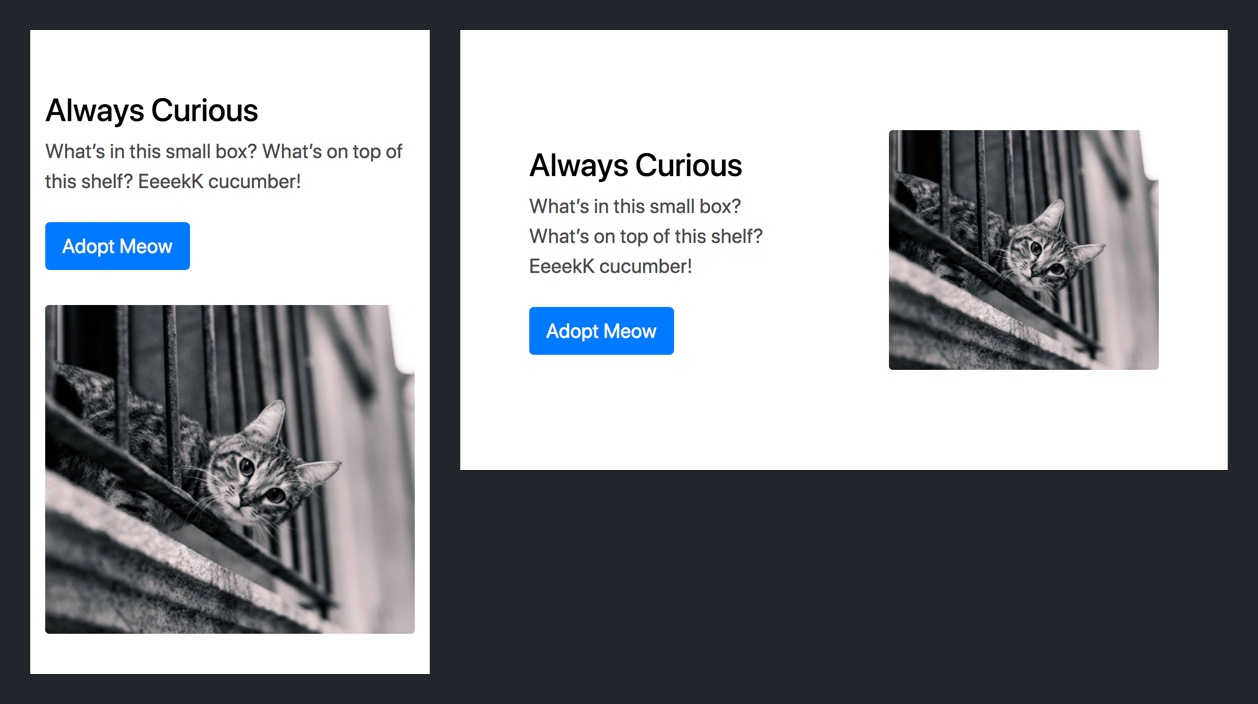 Always Curious
What’s in this small box? What’s on top of
this shelf? EeeekK cucumber!
Adopt Meow
Always Curious
What’s in this small box?
What’s on top of this shelf?
EeeekK cucumber!
Adopt Meow